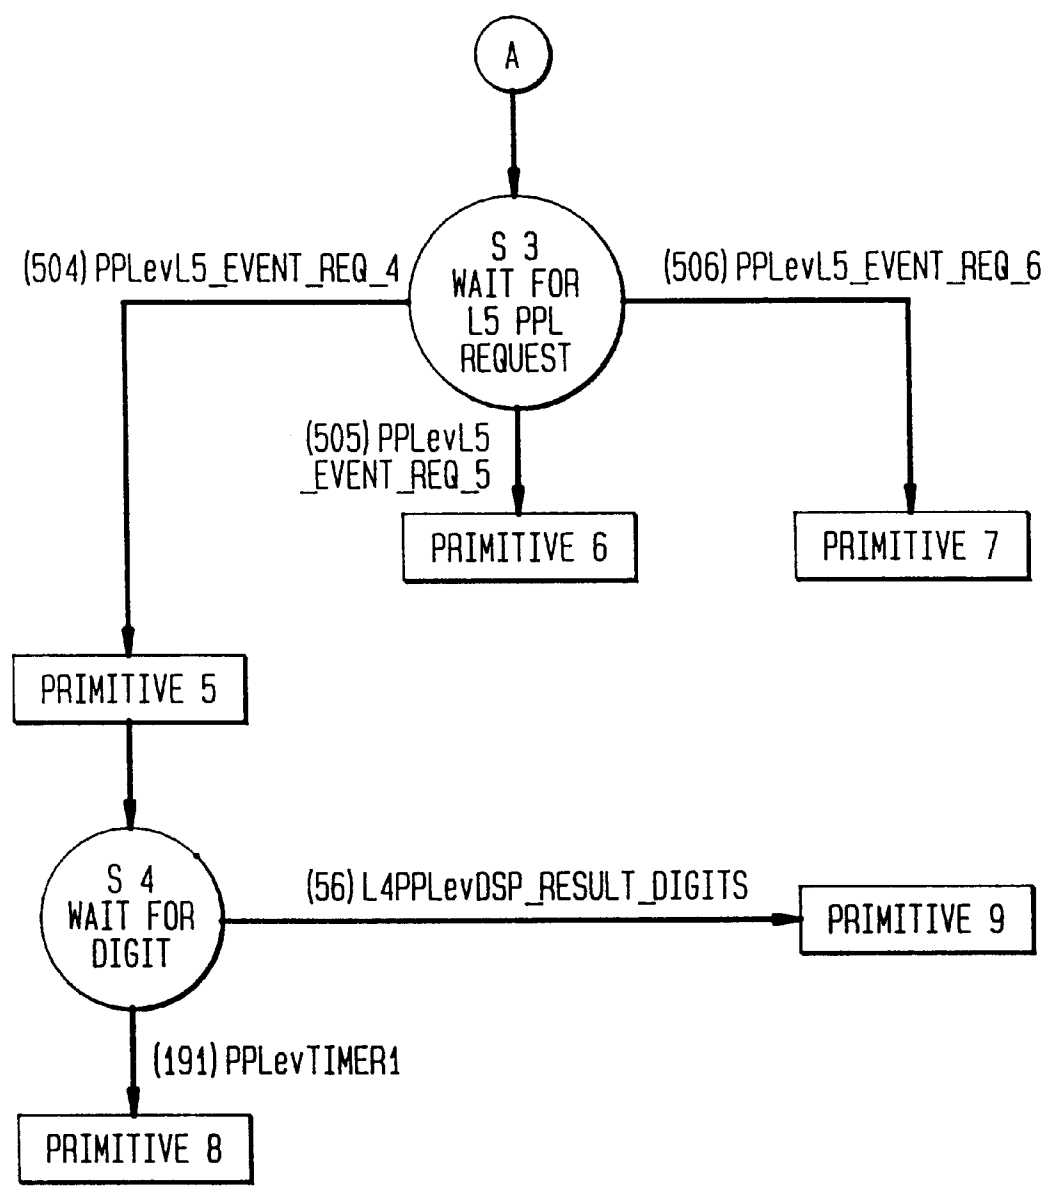 A
S 3
WAIT FOR
L5 PPL
REQUEST
(504) PPLevL5_EVENT_REQ_4
(506) PPLevL5_EVENT_REQ_6
(505) PPLevL5
_EVENT_REQ_5
PRIMITIVE 6
PRIMITIVE 7
PRIMITIVE 5
S 4
WAIT FOR
DIGIT
(56) L4PPLevDSP_RESULT_DIGITS
PRIMITIVE 9
(191) PPLevTIMER1
PRIMITIVE 8